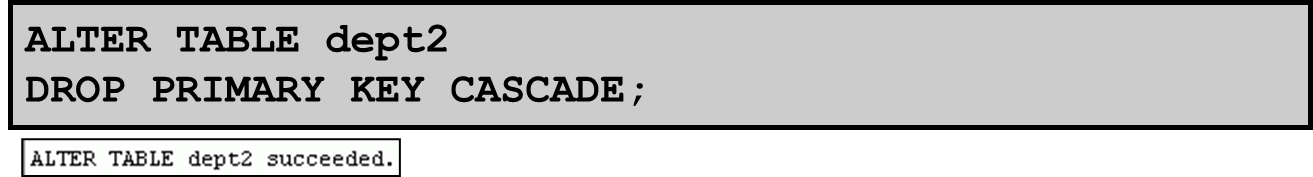 ALTER TABLE dept2
DROP PRIMARY KEY CASCADE;
ALTER TABLE dept2 succeeded.